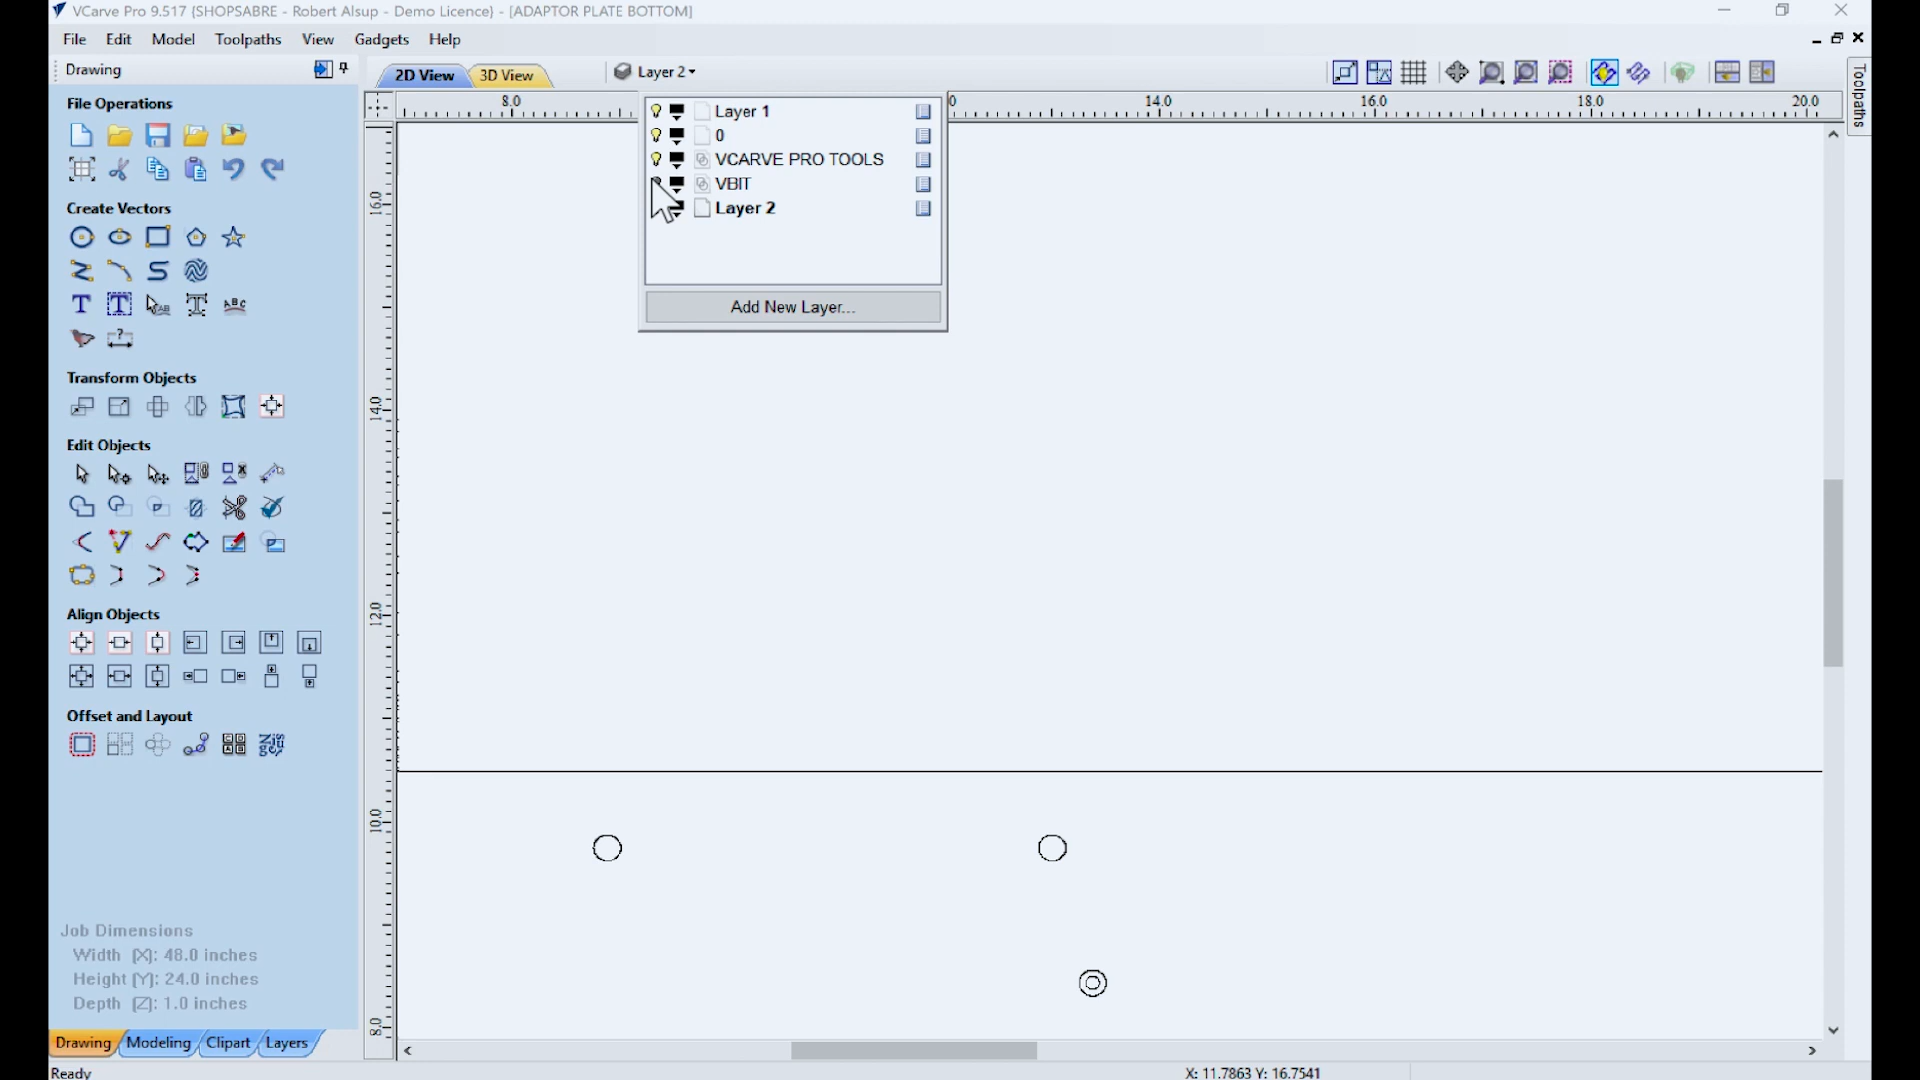 VCarve Pro 9.517 {SHOPSABRE - Robert Alsup - Demo Licence} - [ADAPTOR PLATE BOTTOM]
File Edit Model Toolpaths View Gadgets Help
Drawing
2D View 3D View Layer 2
Toolpaths
File Operations
8.0 0 14.0 16.0 18.0 20.0
Layer 1
0
VCARVE PRO TOOLS
VBIT
Layer 2
Add New Layer...
Create Vectors
16.0
14.0
12.0
10.0
8.0
Transform Objects
Edit Objects
Align Objects
Offset and Layout
Job Dimensions
Width (X): 48.0 inches
Height (Y): 24.0 inches
Depth (Z): 1.0 inches
Drawing Modeling Clipart Layers
Ready X: 11.7863 Y: 16.7541